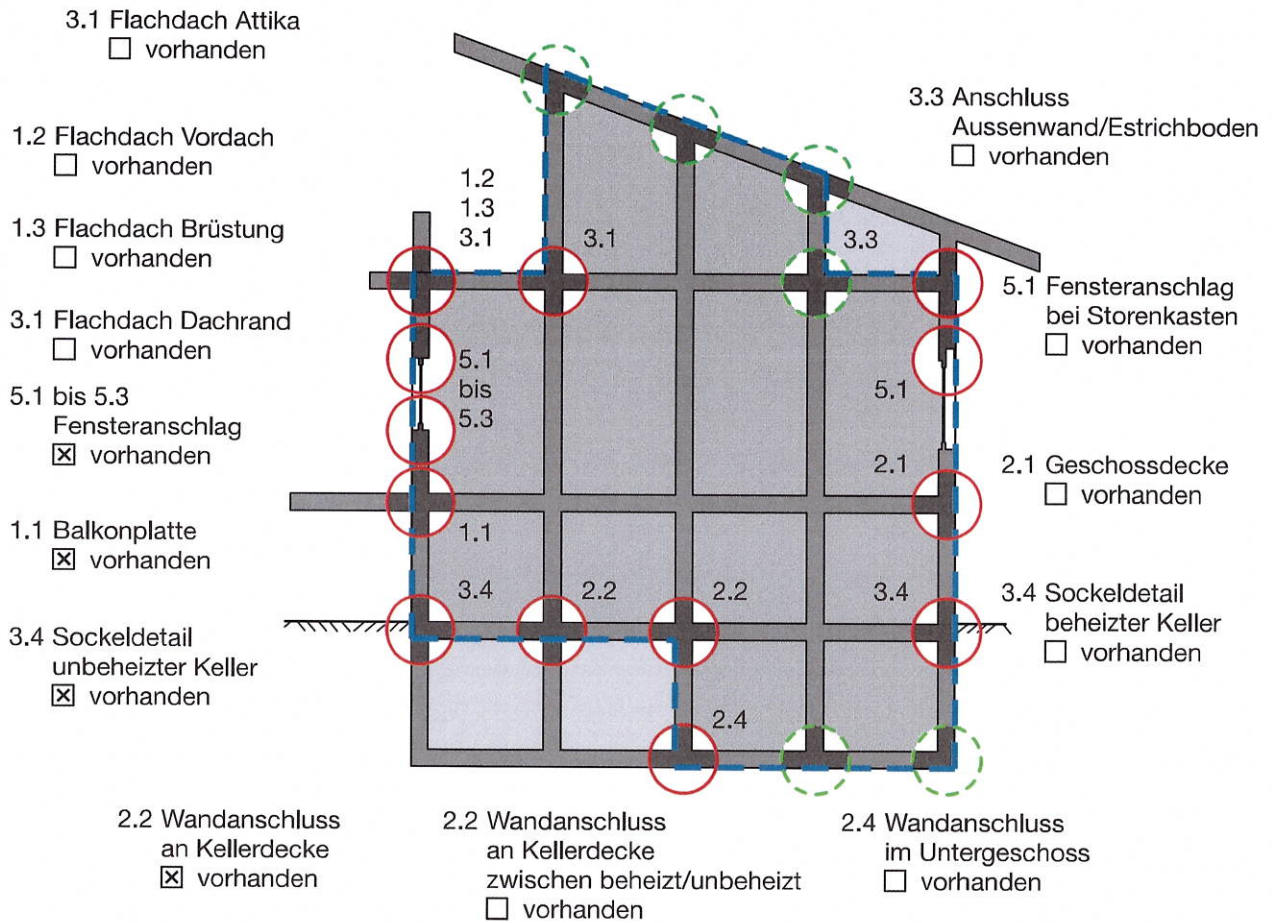 3.1 Flachdach Attika
☐ vorhanden
1.2 Flachdach Vordach
☐ vorhanden
1.3 Flachdach Brüstung
☐ vorhanden
3.1 Flachdach Dachrand
☐ vorhanden
5.1 bis 5.3
Fensteranschlag
☒ vorhanden
1.1 Balkonplatte
☒ vorhanden
3.4 Sockeldetail
unbeheizter Keller
☒ vorhanden
1.2
1.3
3.1
3.1
3.3
5.1
bis
5.3
5.1
2.1
1.1
3.4
2.2
2.2
3.4
2.4
3.3 Anschluss
Aussenwand/Estrichboden
☐ vorhanden
5.1 Fensteranschlag
bei Storenkasten
☐ vorhanden
2.1 Geschossdecke
☐ vorhanden
3.4 Sockeldetail
beheizter Keller
☐ vorhanden
2.2 Wandanschluss
an Kellerdecke
☒ vorhanden
2.2 Wandanschluss
an Kellerdecke
zwischen beheizt/unbeheizt
☐ vorhanden
2.4 Wandanschluss
im Untergeschoss
☐ vorhanden